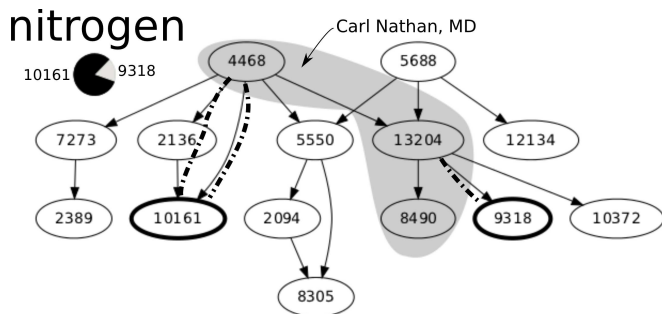 nitrogen
Carl Nathan, MD
10161 9318
4468 5688
7273 2136 5550 13204 12134
2389 10161 2094 8490 9318 10372
8305